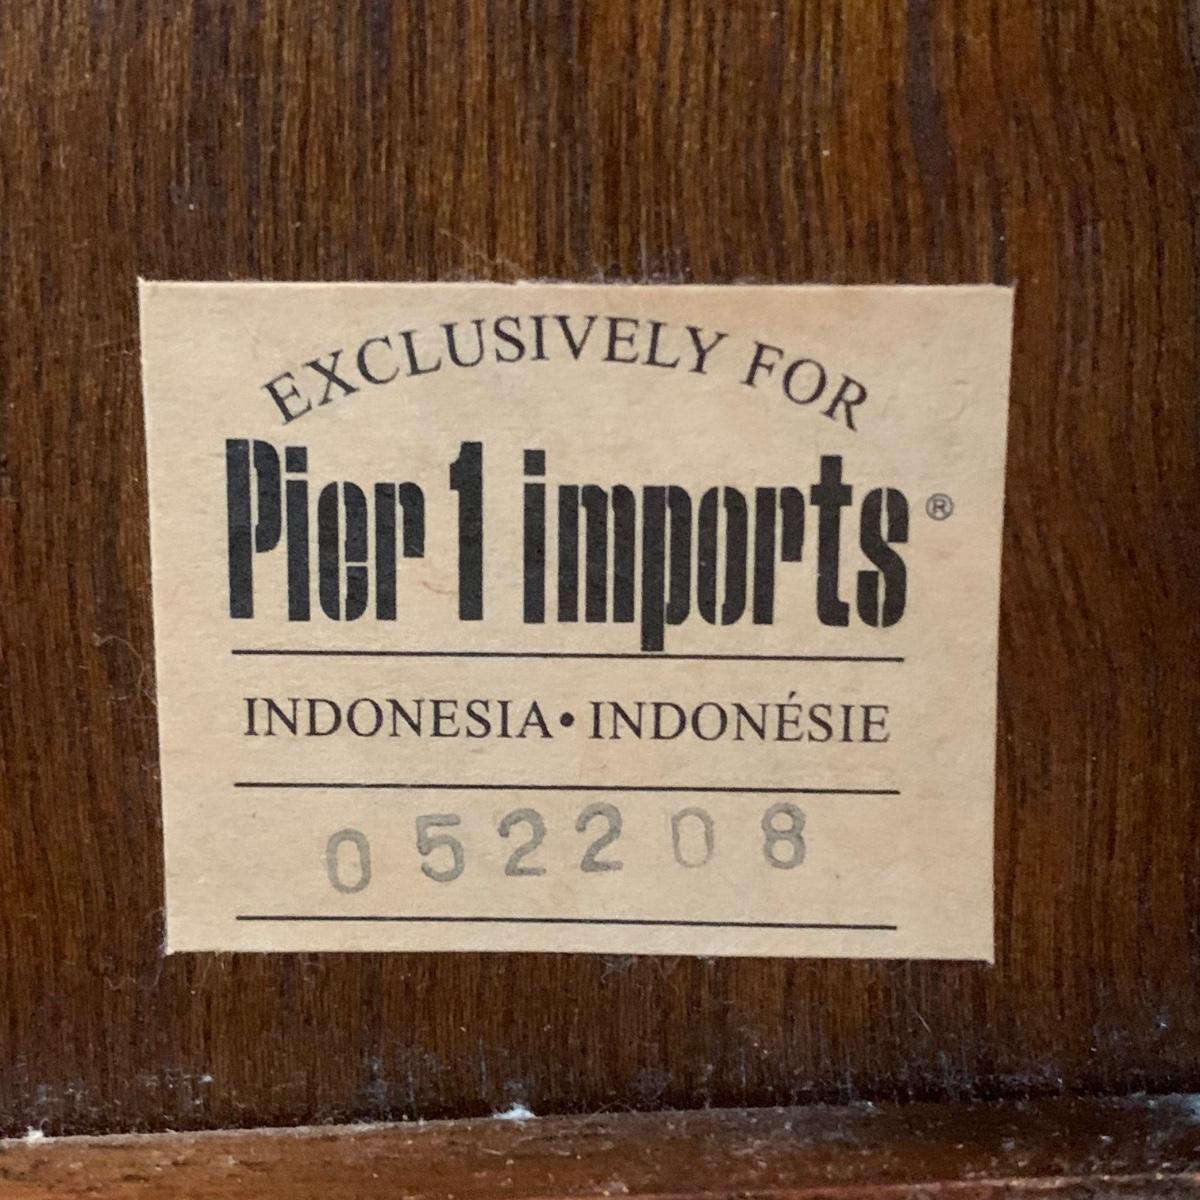 EXCLUSIVELY FOR
Pier 1 imports®
INDONESIA • INDONÉSIE
052208